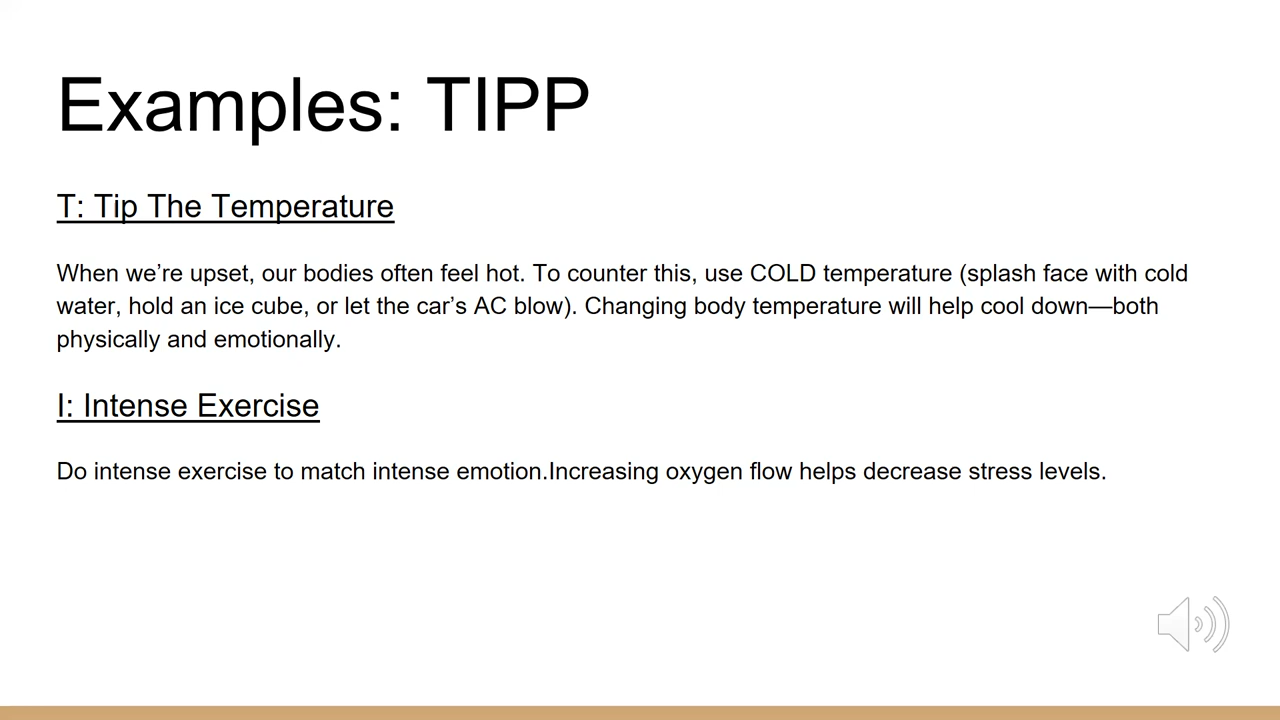 Examples: TIPP
T: Tip The Temperature
When we’re upset, our bodies often feel hot. To counter this, use COLD temperature (splash face with cold
water, hold an ice cube, or let the car’s AC blow). Changing body temperature will help cool down—both
physically and emotionally.
I: Intense Exercise
Do intense exercise to match intense emotion.Increasing oxygen flow helps decrease stress levels.